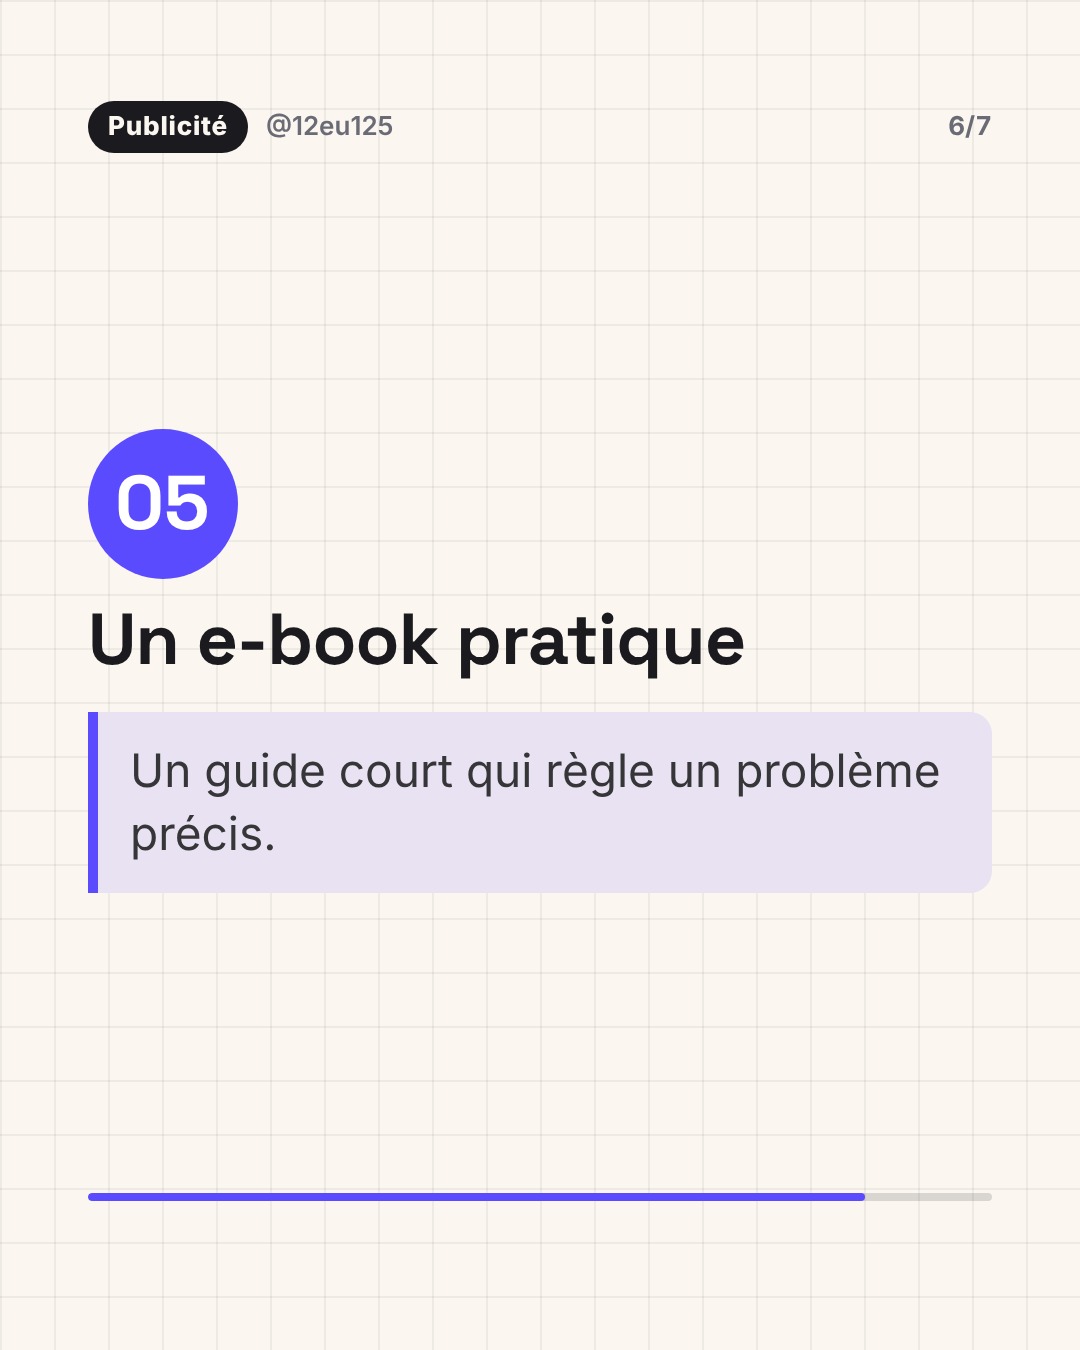 Publicité @12eu125 6/7
05
Un e-book pratique
Un guide court qui règle un problème
précis.